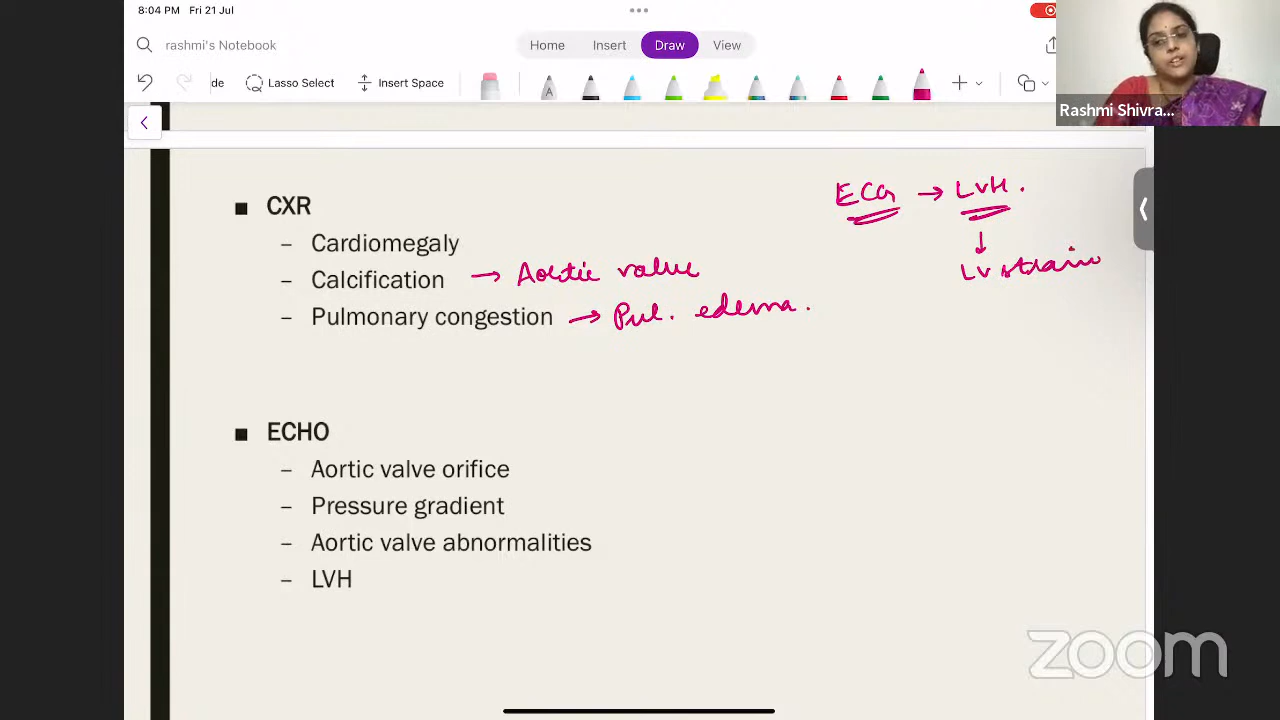 8:04 PM Fri 21 Jul
rashmi's Notebook
Home Insert Draw View
de Lasso Select Insert Space
A
Rashmi Shivra...
CXR
ECG → LVH.
– Cardiomegaly
– Calcification → Aortic valve
↓
LV strain
– Pulmonary congestion → Pul. edema.
ECHO
– Aortic valve orifice
– Pressure gradient
– Aortic valve abnormalities
– LVH
zoom